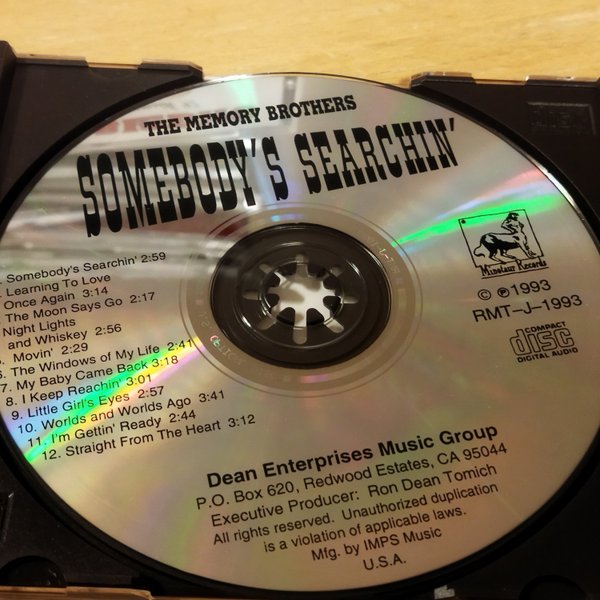 THE MEMORY BROTHERS
SOMEBODY'S SEARCHIN'
Somebody's Searchin' 2:59
Learning To Love
Once Again 3:14
The Moon Says Go 2:17
Night Lights
and Whiskey 2:56
Movin' 2:29
The Windows of My Life 2:41
7. My Baby Came Back 3:18
8. I Keep Reachin' 3:01
9. Little Girl's Eyes 2:57
10. Worlds and Worlds Ago 3:41
11. I'm Gettin' Ready 2:44
12. Straight From The Heart 3:12
Minotaur Records
© ℗ 1993
RMT-J-1993
COMPACT
disc
DIGITAL AUDIO
Dean Enterprises Music Group
P.O. Box 620, Redwood Estates, CA 95044
Executive Producer: Ron Dean Tomich
All rights reserved. Unauthorized duplication
is a violation of applicable laws.
Mfg. by IMPS Music
U.S.A.